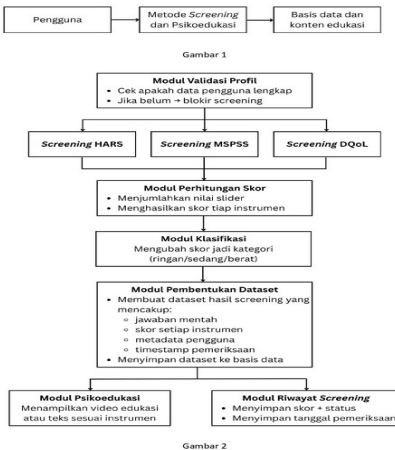 Pengguna
Metode Screening
dan Psikoedukasi
Basis data dan
konten edukasi
Gambar 1
Modul Validasi Profil
• Cek apakah data pengguna lengkap
• Jika belum → blokir screening
Screening HARS
Screening MSPSS
Screening DQoL
Modul Perhitungan Skor
• Menjumlahkan nilai slider
• Menghasilkan skor tiap instrumen
Modul Klasifikasi
Mengubah skor jadi kategori
(ringan/sedang/berat)
Modul Pembentukan Dataset
• Membuat dataset hasil screening yang
mencakup:
◦ jawaban mentah
◦ skor setiap instrumen
◦ metadata pengguna
◦ timestamp pemeriksaan
• Menyimpan dataset ke basis data
Modul Psikoedukasi
Menampilkan video edukasi
atau teks sesuai instrumen
Modul Riwayat Screening
• Menyimpan skor + status
• Menyimpan tanggal pemeriksaan
Gambar 2